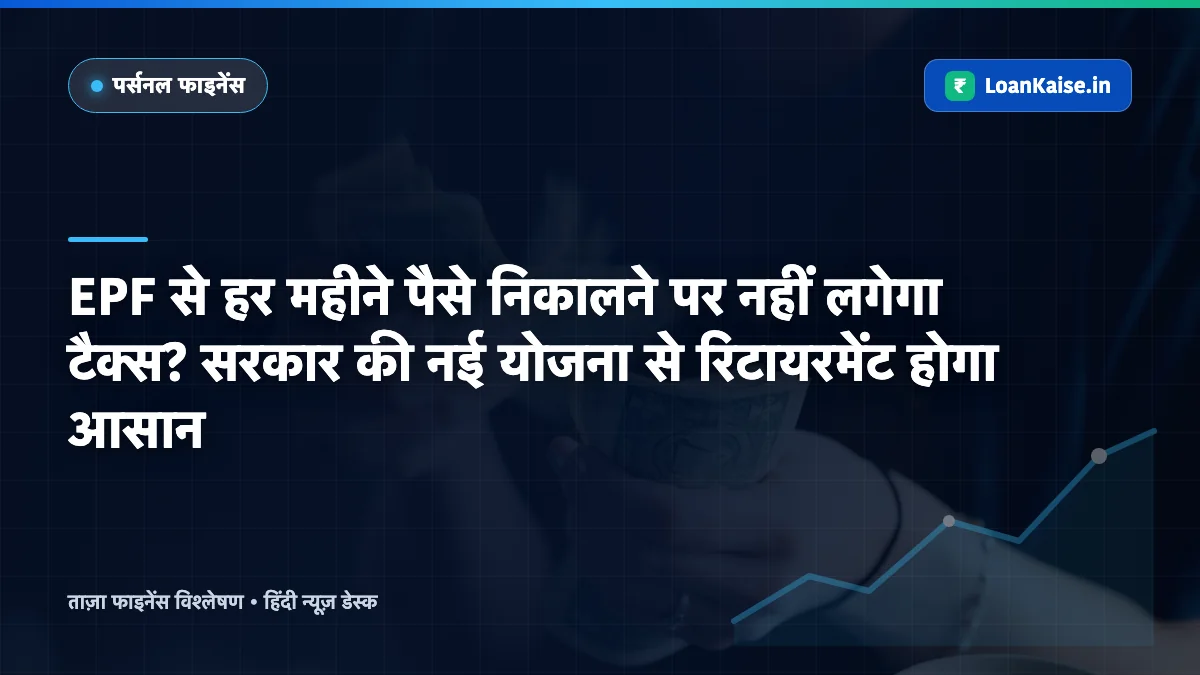 पर्सनल फाइनेंस
₹ LoanKaise.in
EPF से हर महीने पैसे निकालने पर नहीं लगेगा
टैक्स? सरकार की नई योजना से रिटायरमेंट होगा
आसान
ताज़ा फाइनेंस विश्लेषण • हिंदी न्यूज़ डेस्क